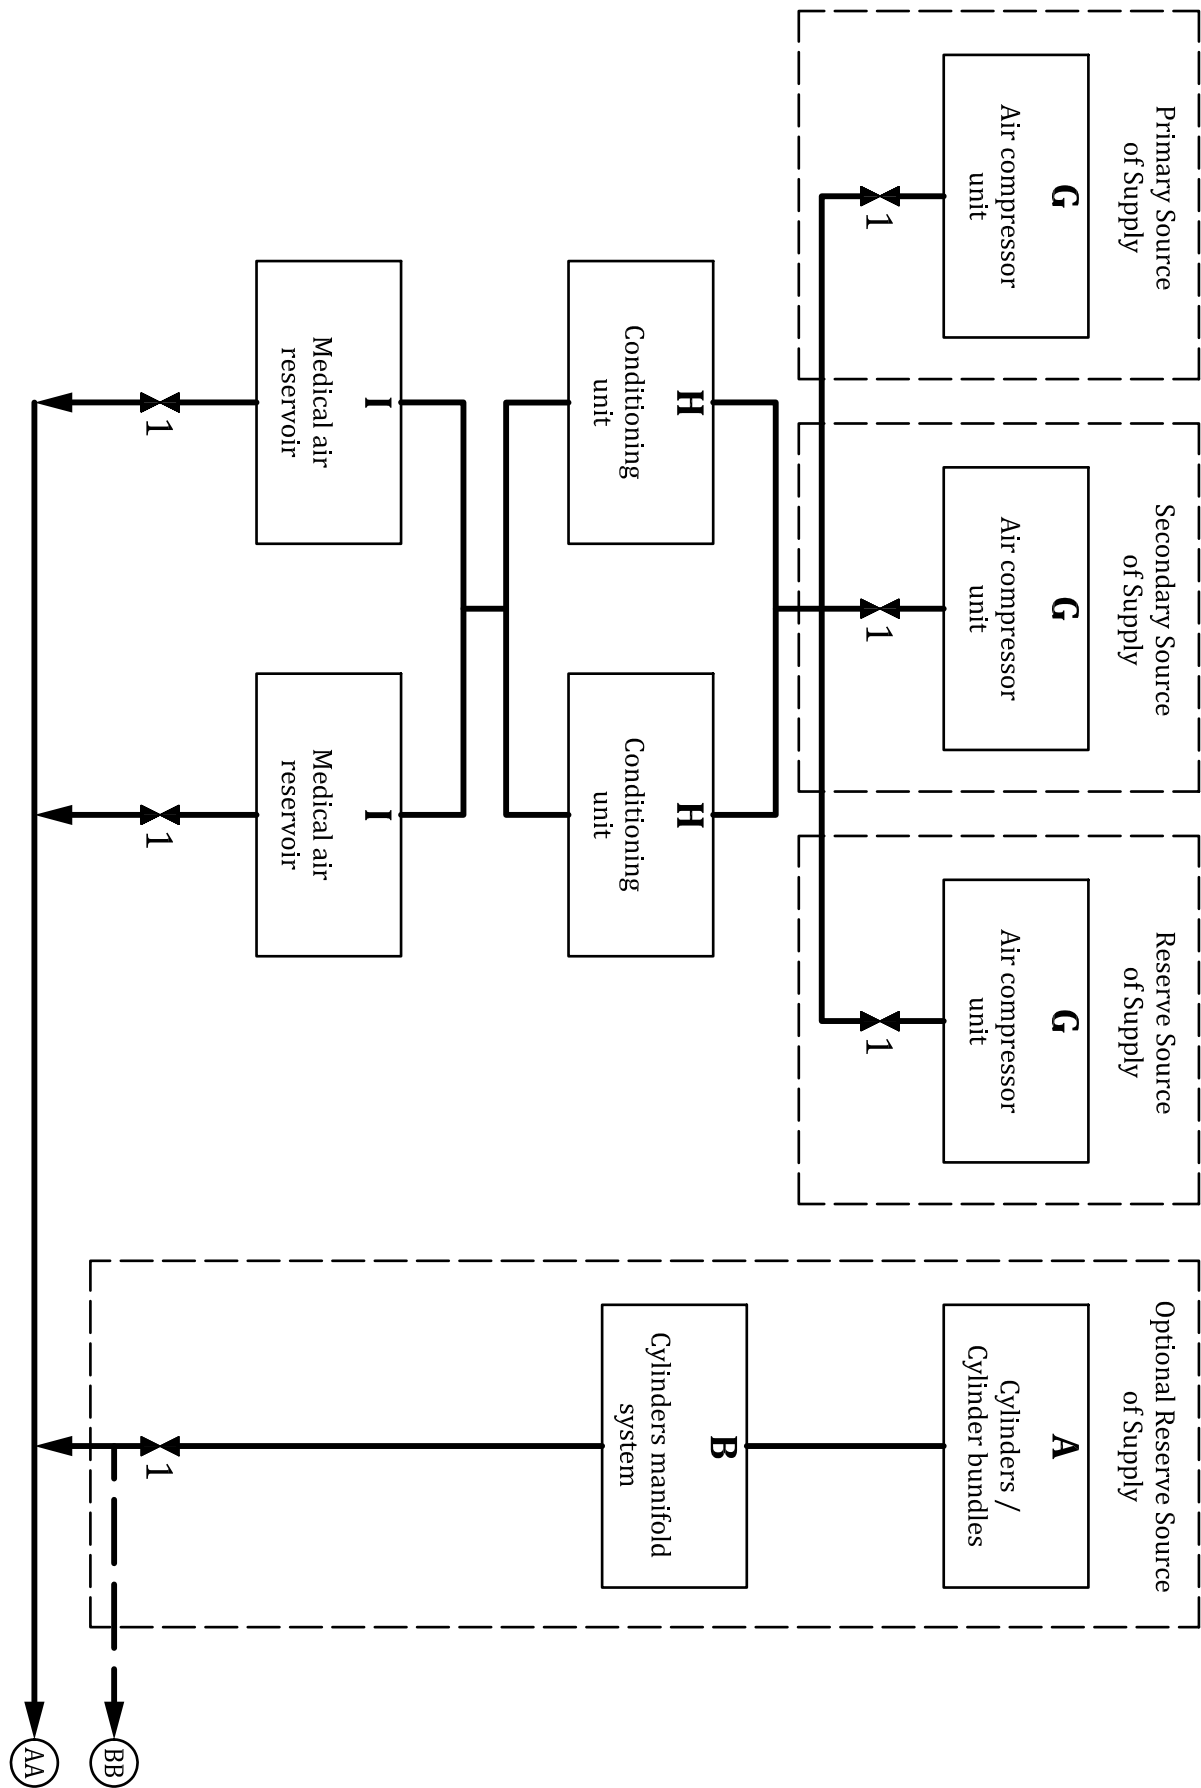 Primary Source
of Supply
G
Air compressor
unit
1
Secondary Source
of Supply
G
Air compressor
unit
1
Reserve Source
of Supply
G
Air compressor
unit
1
Optional Reserve Source
of Supply
A
Cylinders /
Cylinder bundles
B
Cylinders manifold
system
1
H
Conditioning
unit
H
Conditioning
unit
I
Medical air
reservoir
1
I
Medical air
reservoir
1
BB
AA